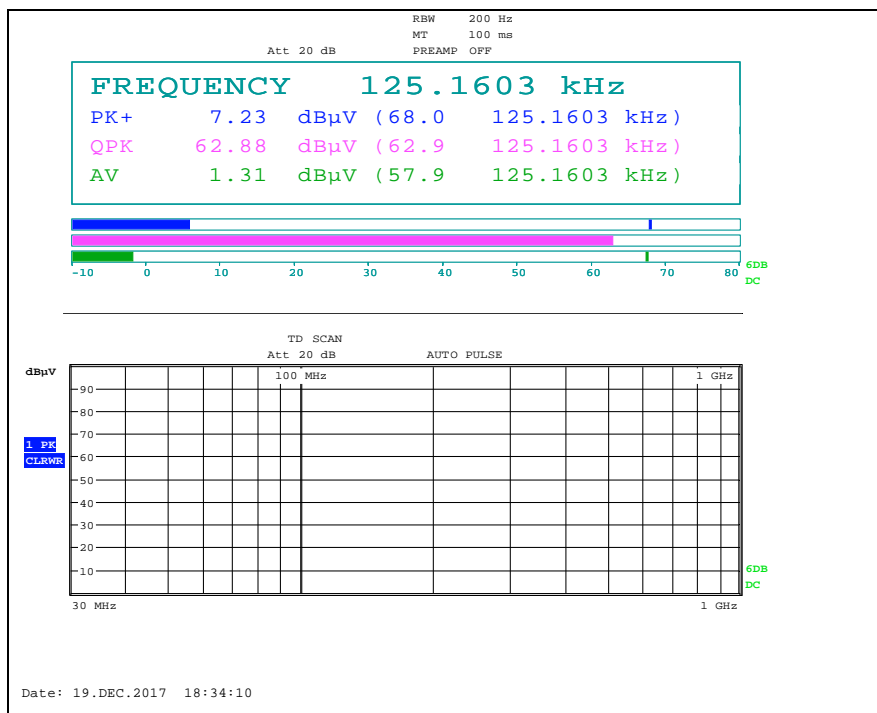 RBW 200 Hz
MT 100 ms
Att 20 dB PREAMP OFF
FREQUENCY 125.1603 kHz
PK+ 7.23 dBµV (68.0 125.1603 kHz)
QPK 62.88 dBµV (62.9 125.1603 kHz)
AV 1.31 dBµV (57.9 125.1603 kHz)
-10 0 10 20 30 40 50 60 70 80
6DB
DC
TD SCAN
Att 20 dB AUTO PULSE
dBµV
100 MHz 1 GHz
90
80
70
1 PK
CLRWR
60
50
40
30
20
10
6DB
DC
30 MHz 1 GHz
Date: 19.DEC.2017 18:34:10